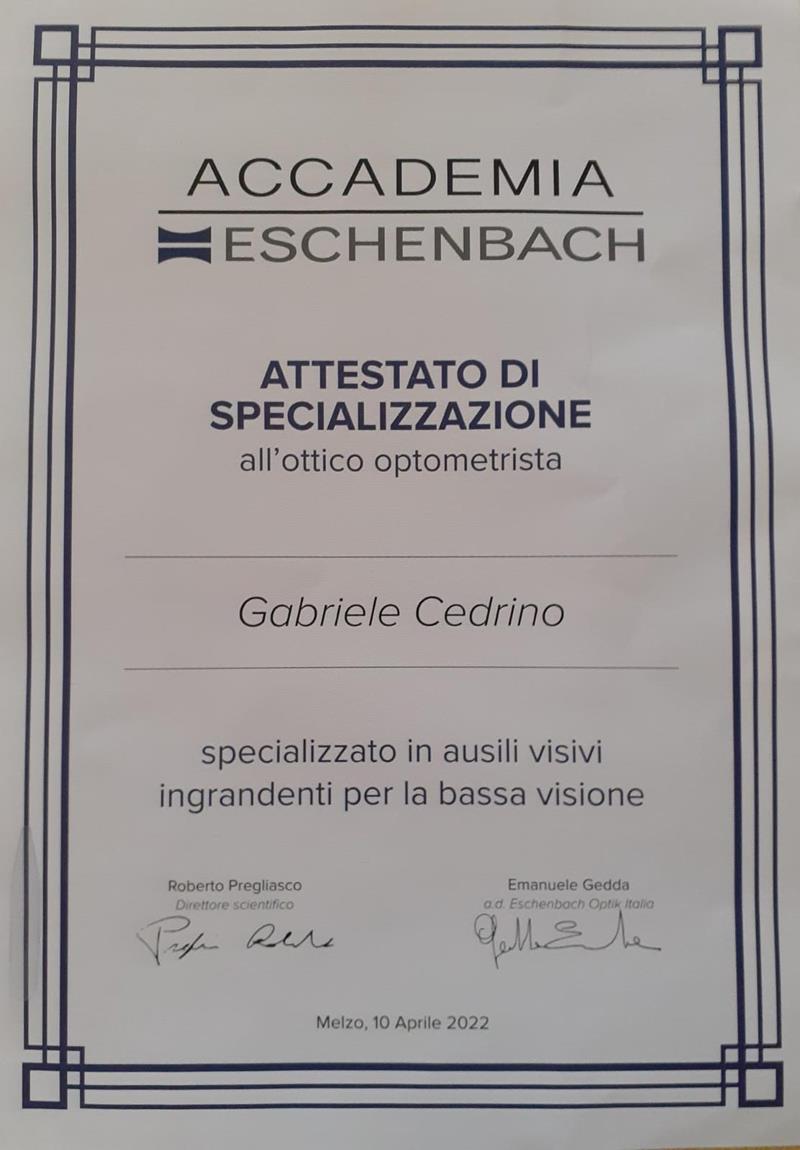 ACCADEMIA
ESCHENBACH
ATTESTATO DI
SPECIALIZZAZIONE
all'ottico optometrista
Gabriele Cedrino
specializzato in ausili visivi
ingrandenti per la bassa visione
Roberto Pregliasco
Direttore scientifico
Emanuele Gedda
a.d. Eschenbach Optik Italia
Melzo, 10 Aprile 2022